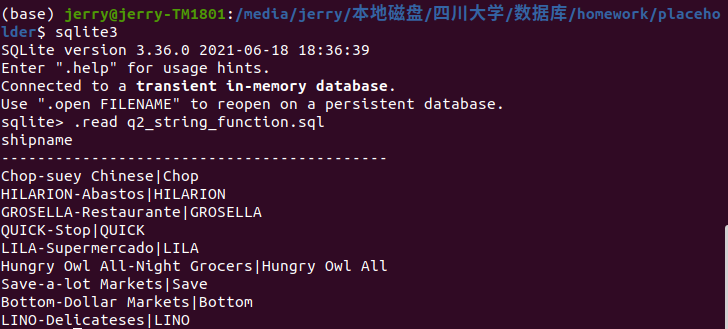 (base) jerry@jerry-TM1801:/media/jerry/本地磁盘/四川大学/数据库/homework/placeho
lder$ sqlite3
SQLite version 3.36.0 2021-06-18 18:36:39
Enter ".help" for usage hints.
Connected to a transient in-memory database.
Use ".open FILENAME" to reopen on a persistent database.
sqlite> .read q2_string_function.sql
shipname
-------------------------------------------
Chop-suey Chinese|Chop
HILARION-Abastos|HILARION
GROSELLA-Restaurante|GROSELLA
QUICK-Stop|QUICK
LILA-Supermercado|LILA
Hungry Owl All-Night Grocers|Hungry Owl All
Save-a-lot Markets|Save
Bottom-Dollar Markets|Bottom
LINO-Delicateses|LINO